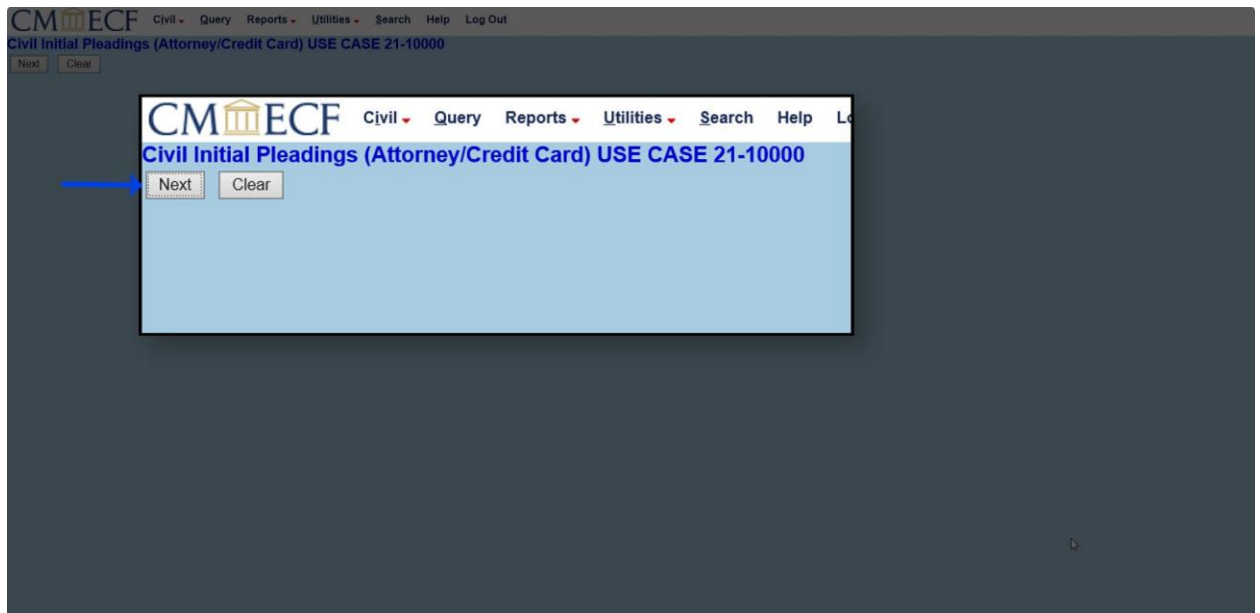 CM ECF Civil Query Reports Utilities Search Help Log Out
Civil Initial Pleadings (Attorney/Credit Card) USE CASE 21-10000
Next Clear
CM ECF Civil Query Reports Utilities Search Help Lo
Civil Initial Pleadings (Attorney/Credit Card) USE CASE 21-10000
Next Clear